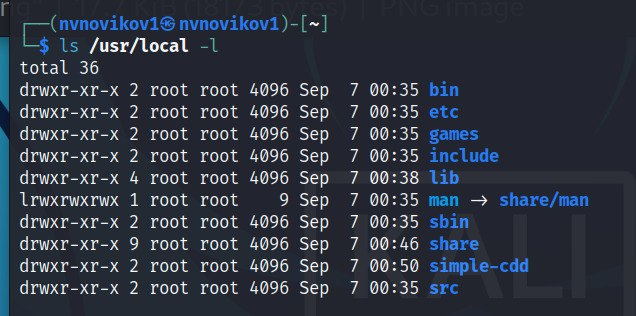 PNG image
┌──(nvnovikov1㉿nvnovikov1)-[~]
└─$ ls /usr/local -l
total 36
drwxr-xr-x 2 root root 4096 Sep  7 00:35 bin
drwxr-xr-x 2 root root 4096 Sep  7 00:35 etc
drwxr-xr-x 2 root root 4096 Sep  7 00:35 games
drwxr-xr-x 2 root root 4096 Sep  7 00:35 include
drwxr-xr-x 4 root root 4096 Sep  7 00:38 lib
lrwxrwxrwx 1 root root    9 Sep  7 00:35 man → share/man
drwxr-xr-x 2 root root 4096 Sep  7 00:35 sbin
drwxr-xr-x 9 root root 4096 Sep  7 00:46 share
drwxr-xr-x 2 root root 4096 Sep  7 00:50 simple-cdd
drwxr-xr-x 2 root root 4096 Sep  7 00:35 src
KALI